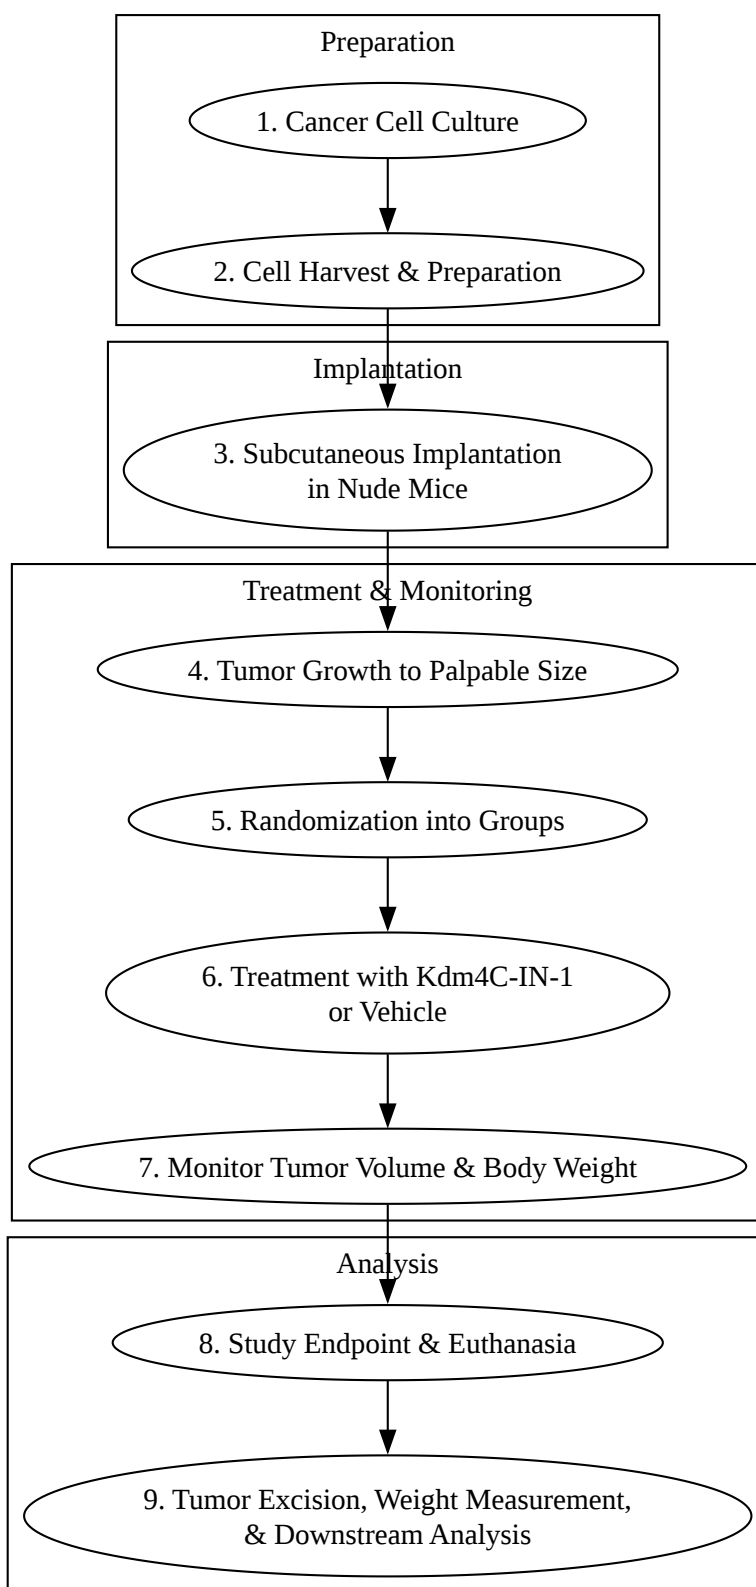 Preparation
1. Cancer Cell Culture
2. Cell Harvest & Preparation
Implantation
3. Subcutaneous Implantation
in Nude Mice
Treatment & Monitoring
4. Tumor Growth to Palpable Size
5. Randomization into Groups
6. Treatment with Kdm4C-IN-1
or Vehicle
7. Monitor Tumor Volume & Body Weight
Analysis
8. Study Endpoint & Euthanasia
9. Tumor Excision, Weight Measurement,
& Downstream Analysis